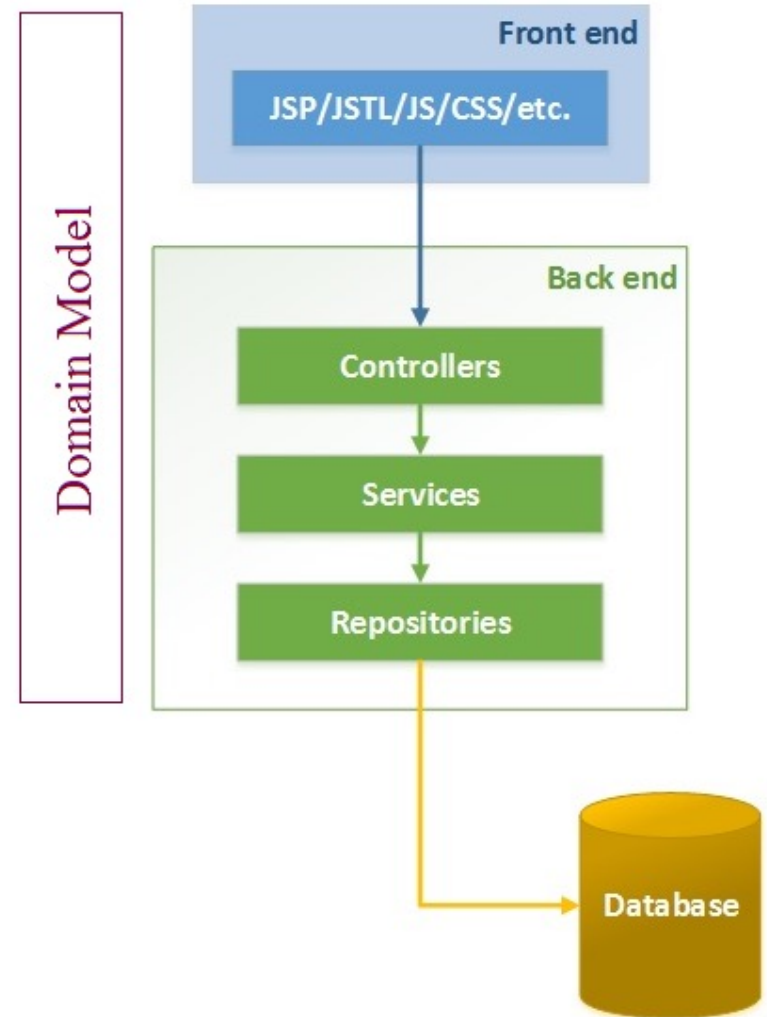 Domain Model
Front end
JSP/JSTL/JS/CSS/etc.
Back end
Controllers
Services
Repositories
Database